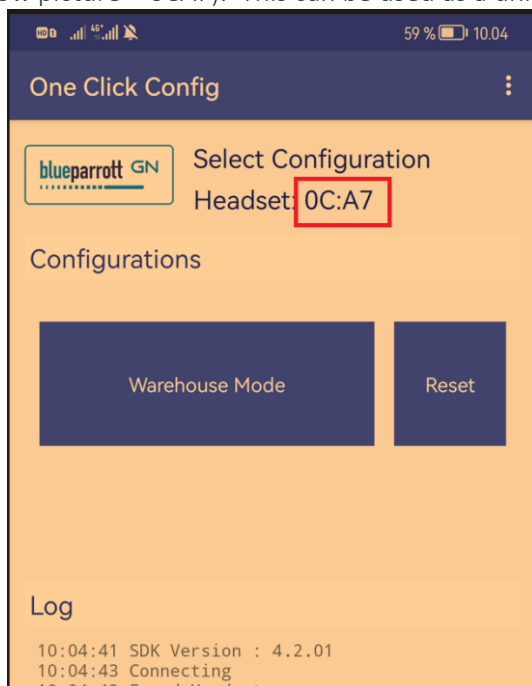 59 % 10.04
One Click Config
blueparrott GN
Select Configuration
Headset: 0C:A7
Configurations
Warehouse Mode
Reset
Log
10:04:41 SDK Version : 4.2.01
10:04:43 Connecting